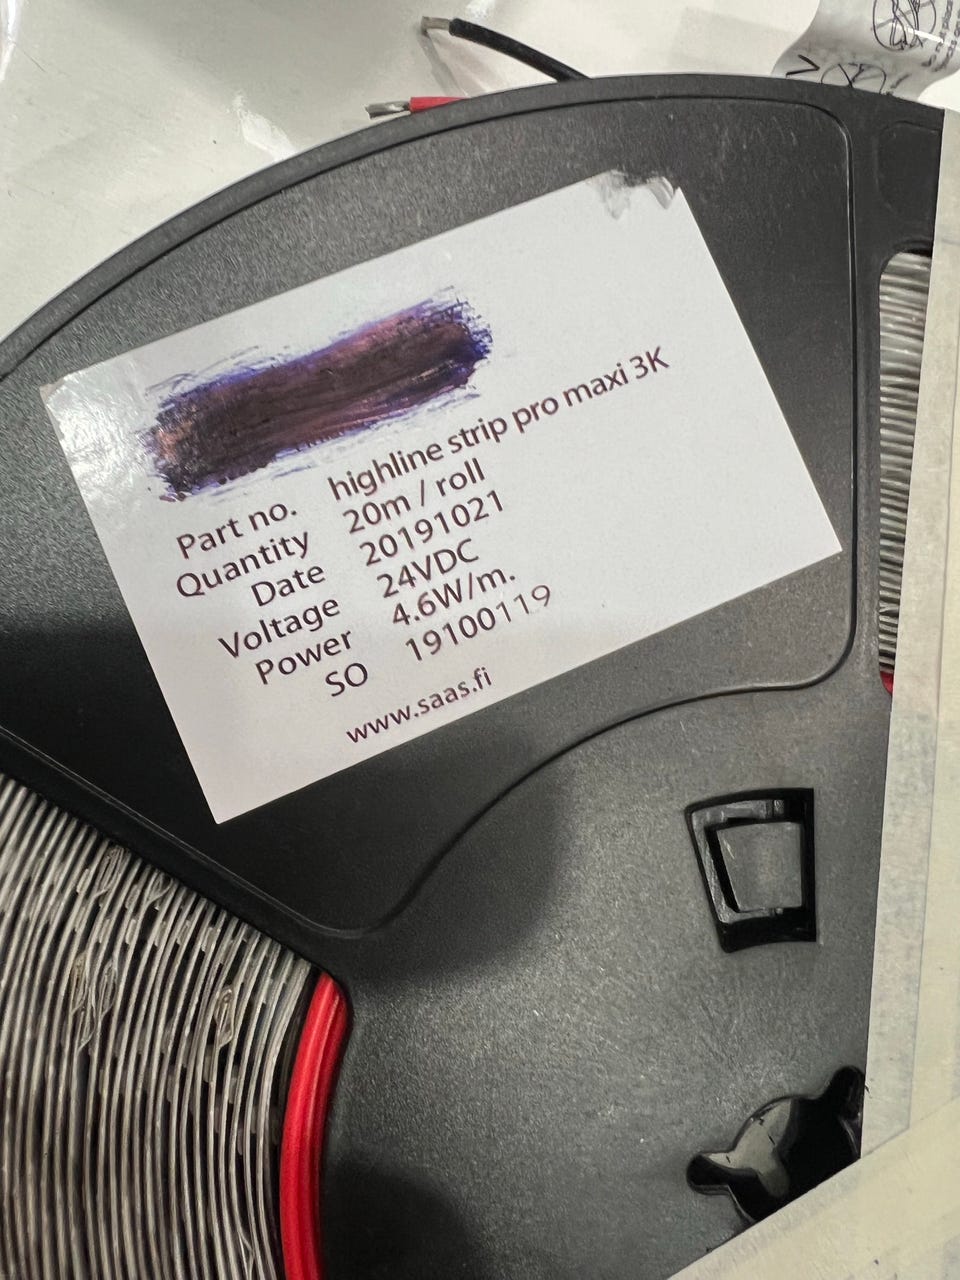 Part no. highline strip pro maxi 3K
Quantity 20m / roll
Date 20191021
Voltage 24VDC
Power 4.6W/m.
SO 19100119
www.saas.fi